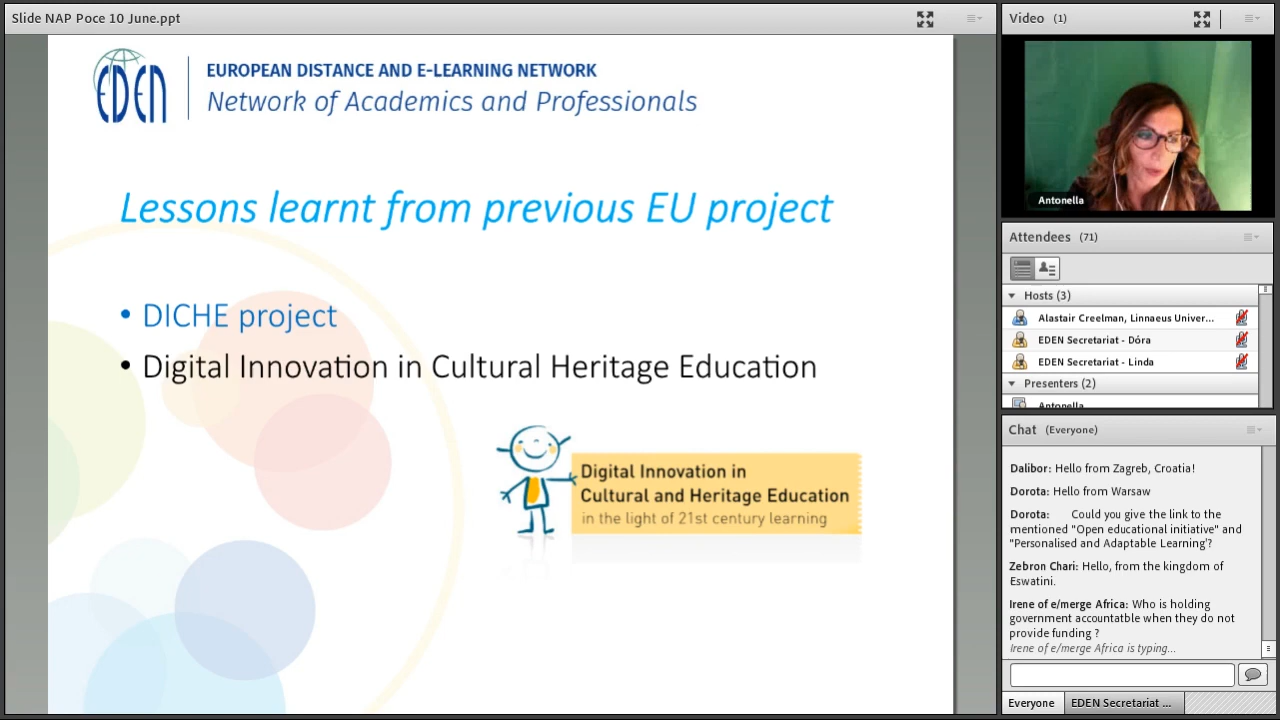 Slide NAP Poce 10 June.ppt
EDEN
EUROPEAN DISTANCE AND E-LEARNING NETWORK
Network of Academics and Professionals
Lessons learnt from previous EU project
• DICHE project
• Digital Innovation in Cultural Heritage Education
Digital Innovation in
Cultural and Heritage Education
in the light of 21st century learning
Video (1)
Antonella
Attendees (71)
Hosts (3)
Alastair Creelman, Linnaeus Univer...
EDEN Secretariat - Dóra
EDEN Secretariat - Linda
Presenters (2)
Antonella
Chat (Everyone)
Dalibor: Hello from Zagreb, Croatia!
Dorota: Hello from Warsaw
Dorota: Could you give the link to the
mentioned "Open educational initiative" and
"Personalised and Adaptable Learning'?
Zebron Chari: Hello, from the kingdom of
Eswatini.
Irene of e/merge Africa: Who is holding
government accountatble when they do not
provide funding ?
Irene of e/merge Africa is typing...
Everyone
EDEN Secretariat ...